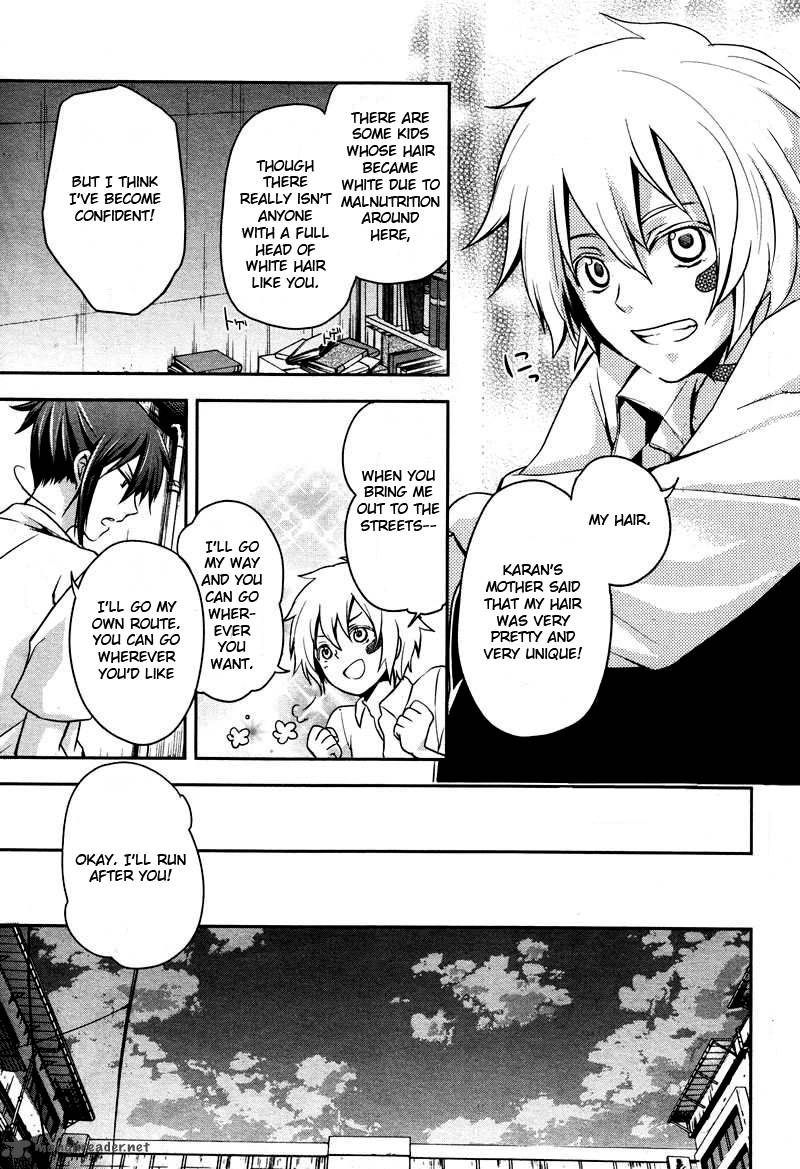 MY HAIR.
KARAN'S
MOTHER SAID
THAT MY HAIR
WAS VERY
PRETTY AND
VERY UNIQUE!
THERE ARE
SOME KIDS
WHOSE HAIR
BECAME
WHITE DUE TO
MALNUTRITION
AROUND
HERE,
THOUGH
THERE
REALLY ISN'T
ANYONE
WITH A FULL
HEAD OF
WHITE HAIR
LIKE YOU.
BUT I THINK
I'VE BECOME
CONFIDENT!
WHEN YOU
BRING ME
OUT TO THE
STREETS--
I'LL GO
MY WAY
AND YOU
CAN GO
WHER-
EVER
YOU
WANT.
I'LL GO MY
OWN ROUTE.
YOU CAN GO
WHEREVER
YOU'D LIKE
OKAY. I'LL RUN
AFTER YOU!